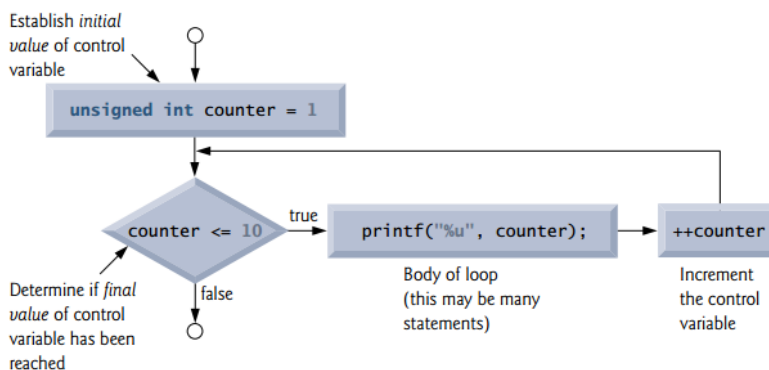 Establish initial
value of control
variable
unsigned int counter = 1
counter <= 10
true
printf("%u", counter);
++counter
Body of loop
(this may be many
statements)
Increment
the control
variable
false
Determine if final
value of control
variable has been
reached